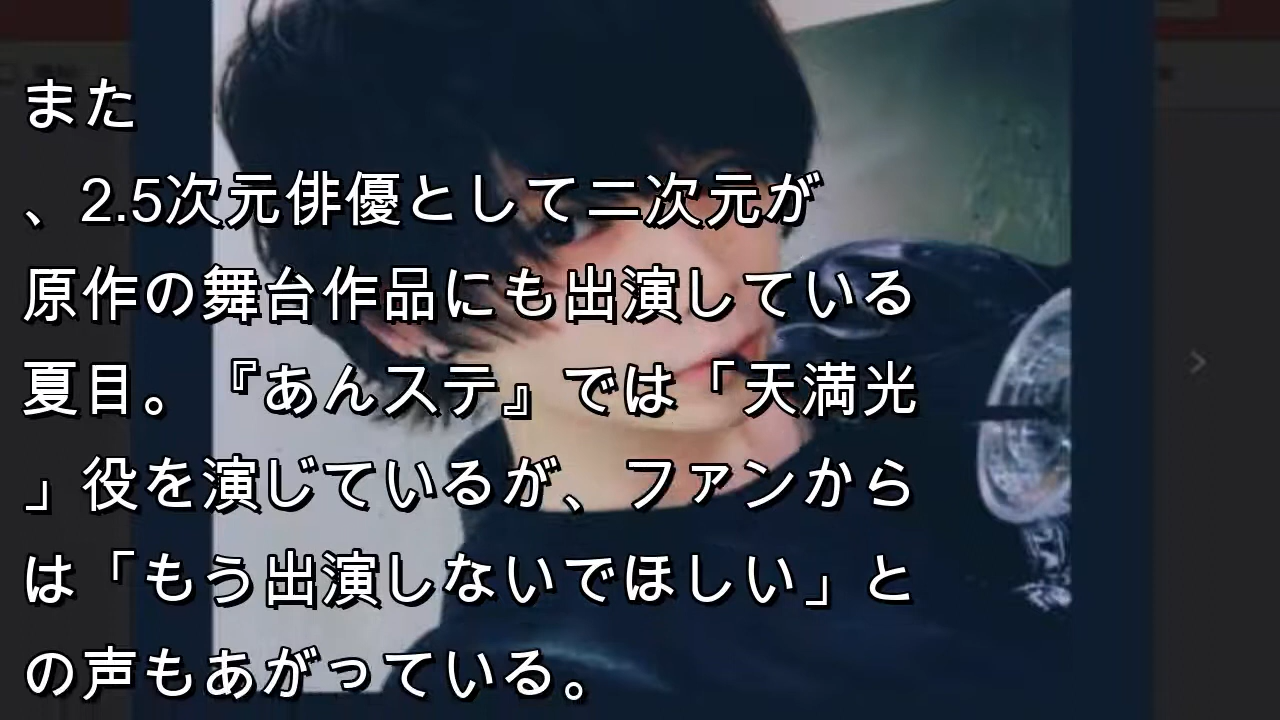 また
、2.5次元俳優として二次元が
原作の舞台作品にも出演している
夏目。『あんステ』では「天満光
」役を演じているが、ファンから
は「もう出演しないでほしい」と
の声もあがっている。